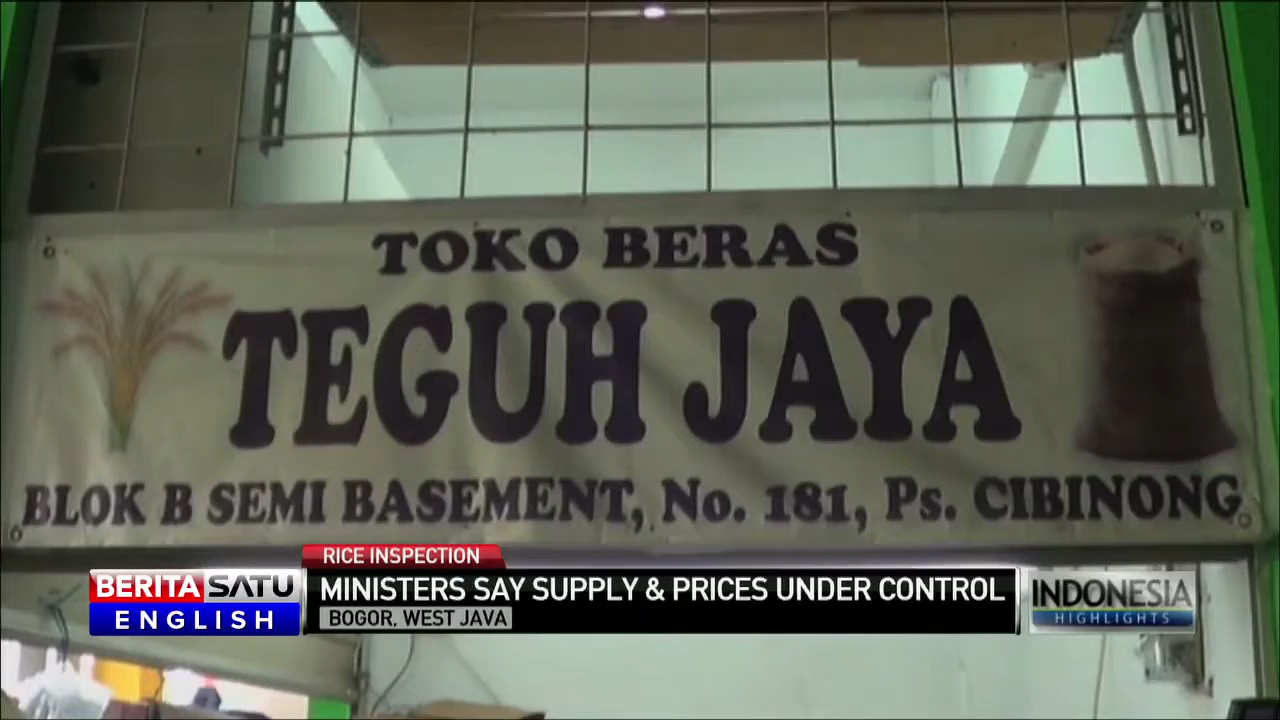 TOKO BERAS
TEGUH JAYA
BLOK B SEMI BASEMENT, No. 181, Ps. CIBINONG
RICE INSPECTION
BERITA SATU
ENGLISH
MINISTERS SAY SUPPLY & PRICES UNDER CONTROL
BOGOR, WEST JAVA
INDONESIA
HIGHLIGHTS